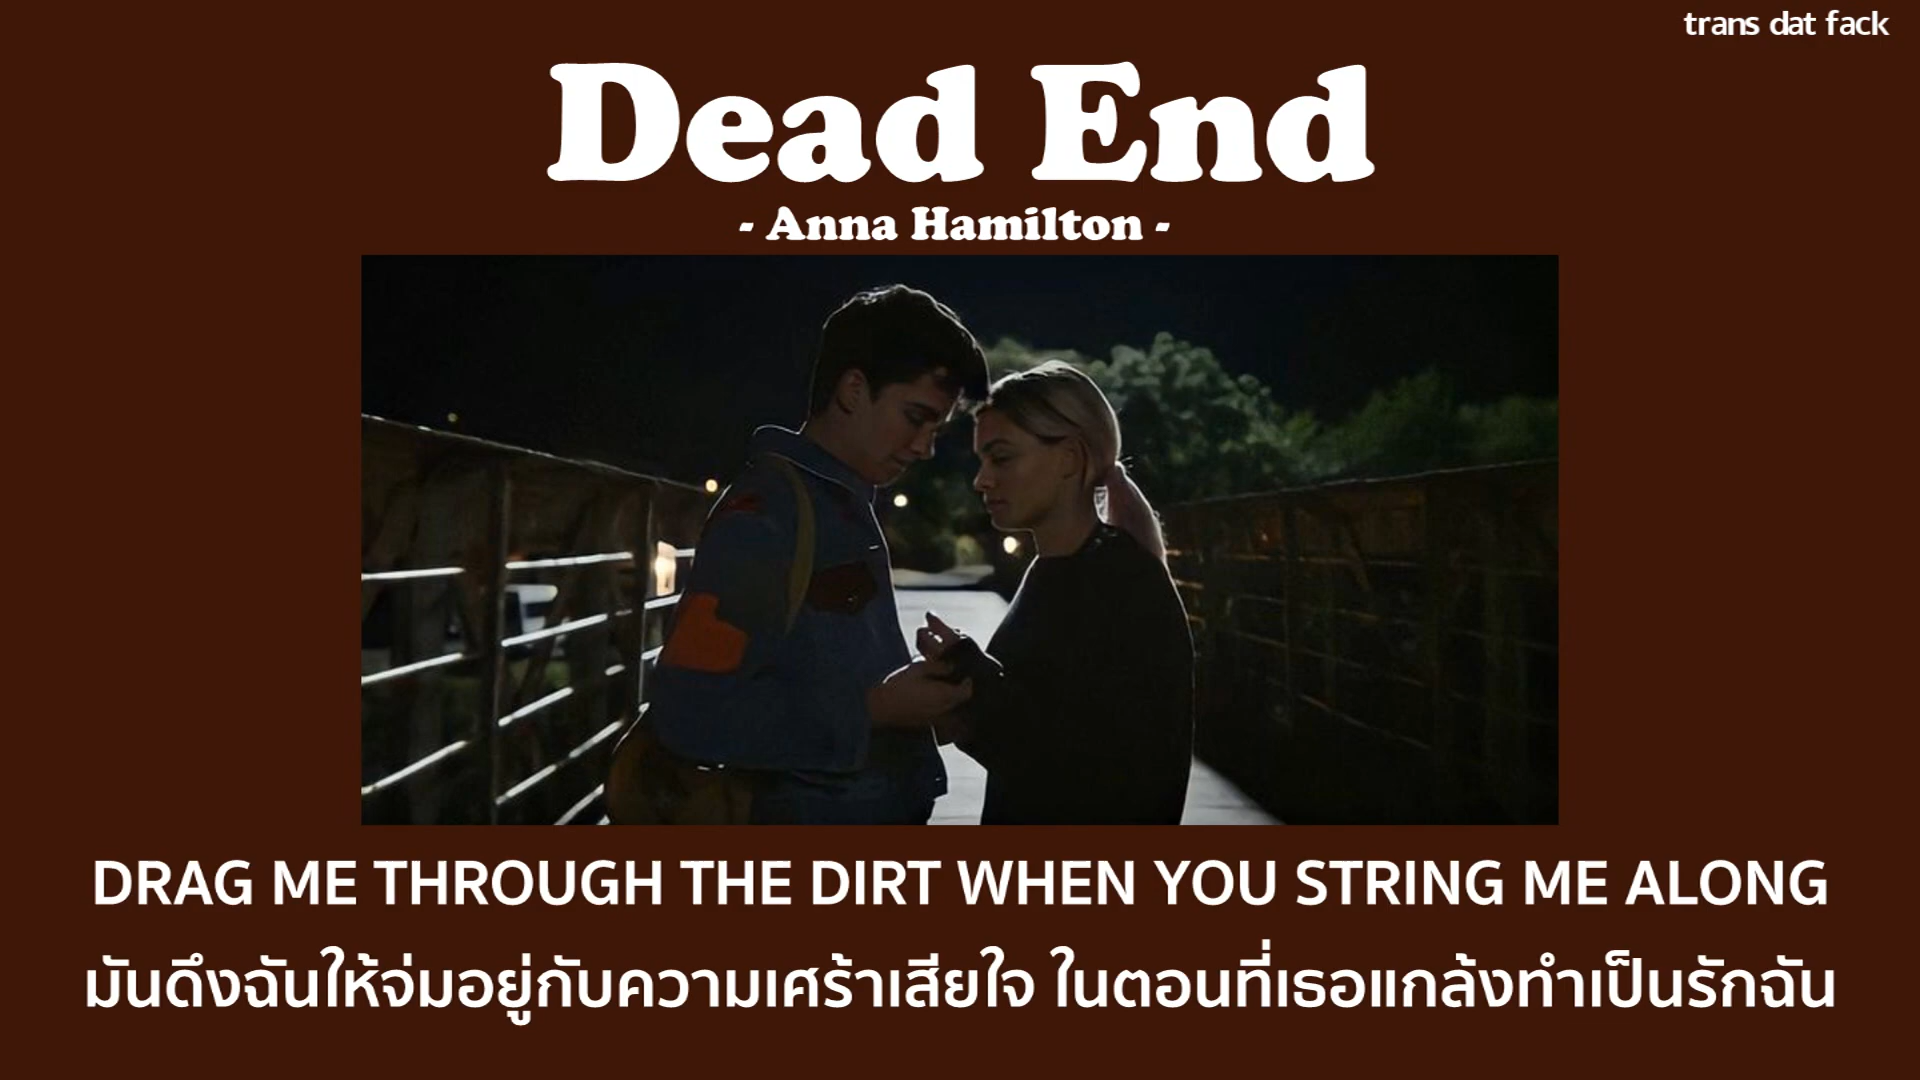 trans dat fack
Dead End
- Anna Hamilton -
DRAG ME THROUGH THE DIRT WHEN YOU STRING ME ALONG
มันดึงฉันให้จ่มอยู่กับความเศร้าเสียใจ ในตอนที่เธอแกล้งทำเป็นรักฉัน